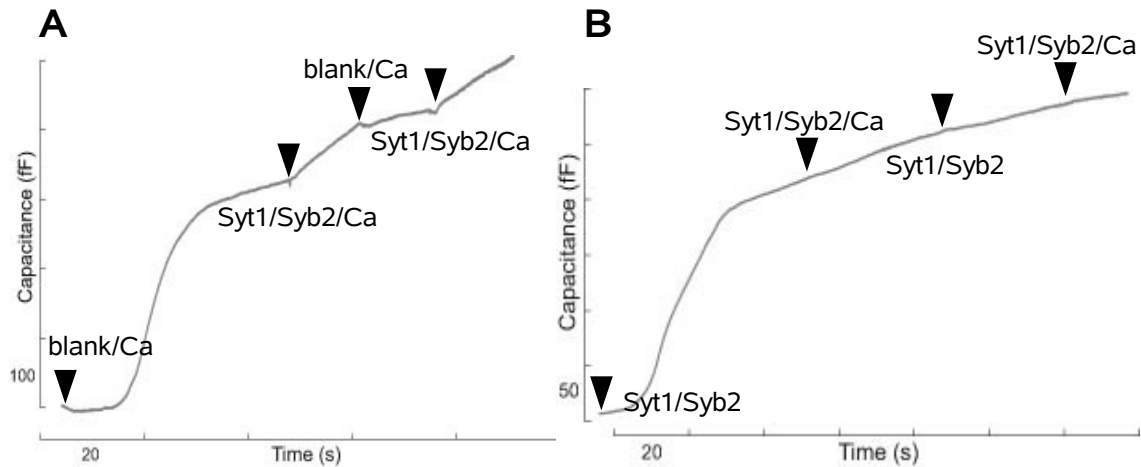 A
Capacitance (fF)
100
blank/Ca
Syt1/Syb2/Ca
blank/Ca
Syt1/Syb2/Ca
20
Time (s)
B
Capacitance (fF)
50
Syt1/Syb2
Syt1/Syb2/Ca
Syt1/Syb2
Syt1/Syb2/Ca
20
Time (s)